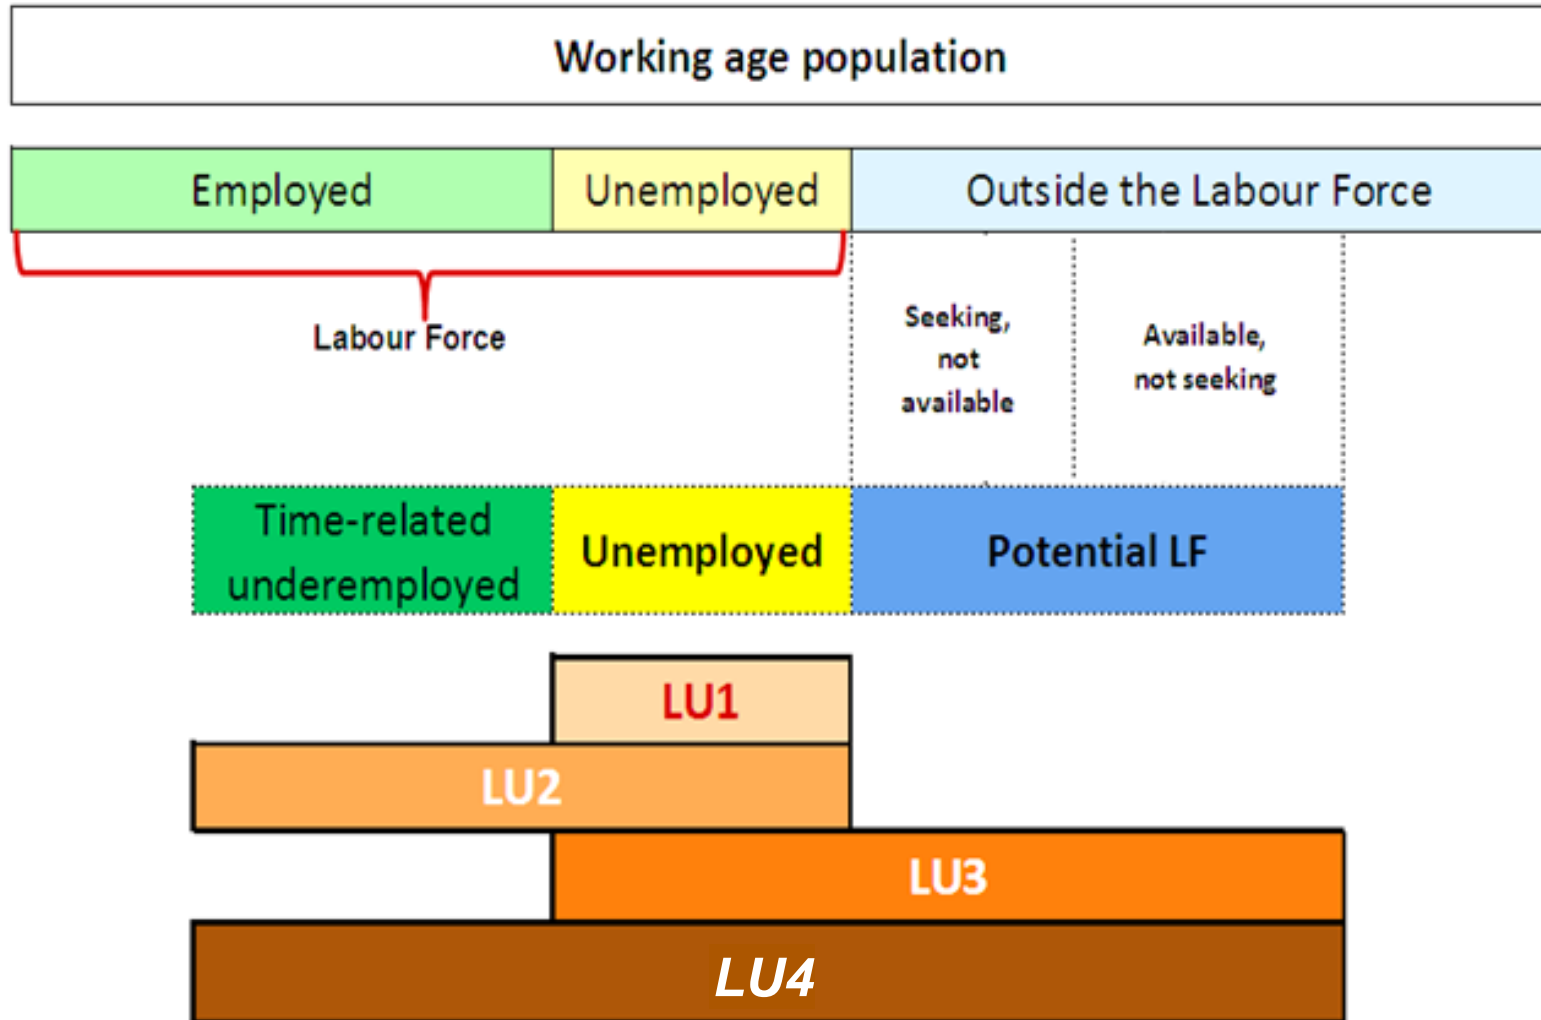 Working age population
Employed
Unemployed
Outside the Labour Force
Labour Force
Seeking,
not
available
Available,
not seeking
Time-related
underemployed
Unemployed
Potential LF
LU1
LU2
LU3
LU4